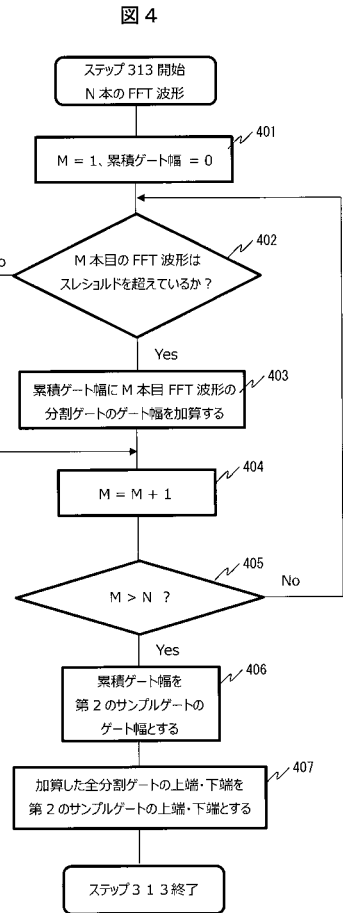 図４
ステップ 313 開始
N 本の FFT 波形
401
M = 1、累積ゲート幅 = 0
402
M 本目の FFT 波形は
スレショルドを超えているか？
Yes
403
累積ゲート幅に M 本目 FFT 波形の
分割ゲートのゲート幅を加算する
404
M = M + 1
405
M > N ？
No
Yes
406
累積ゲート幅を
第２のサンプルゲートの
ゲート幅とする
407
加算した全分割ゲートの上端・下端を
第２のサンプルゲートの上端・下端とする
ステップ３１３終了